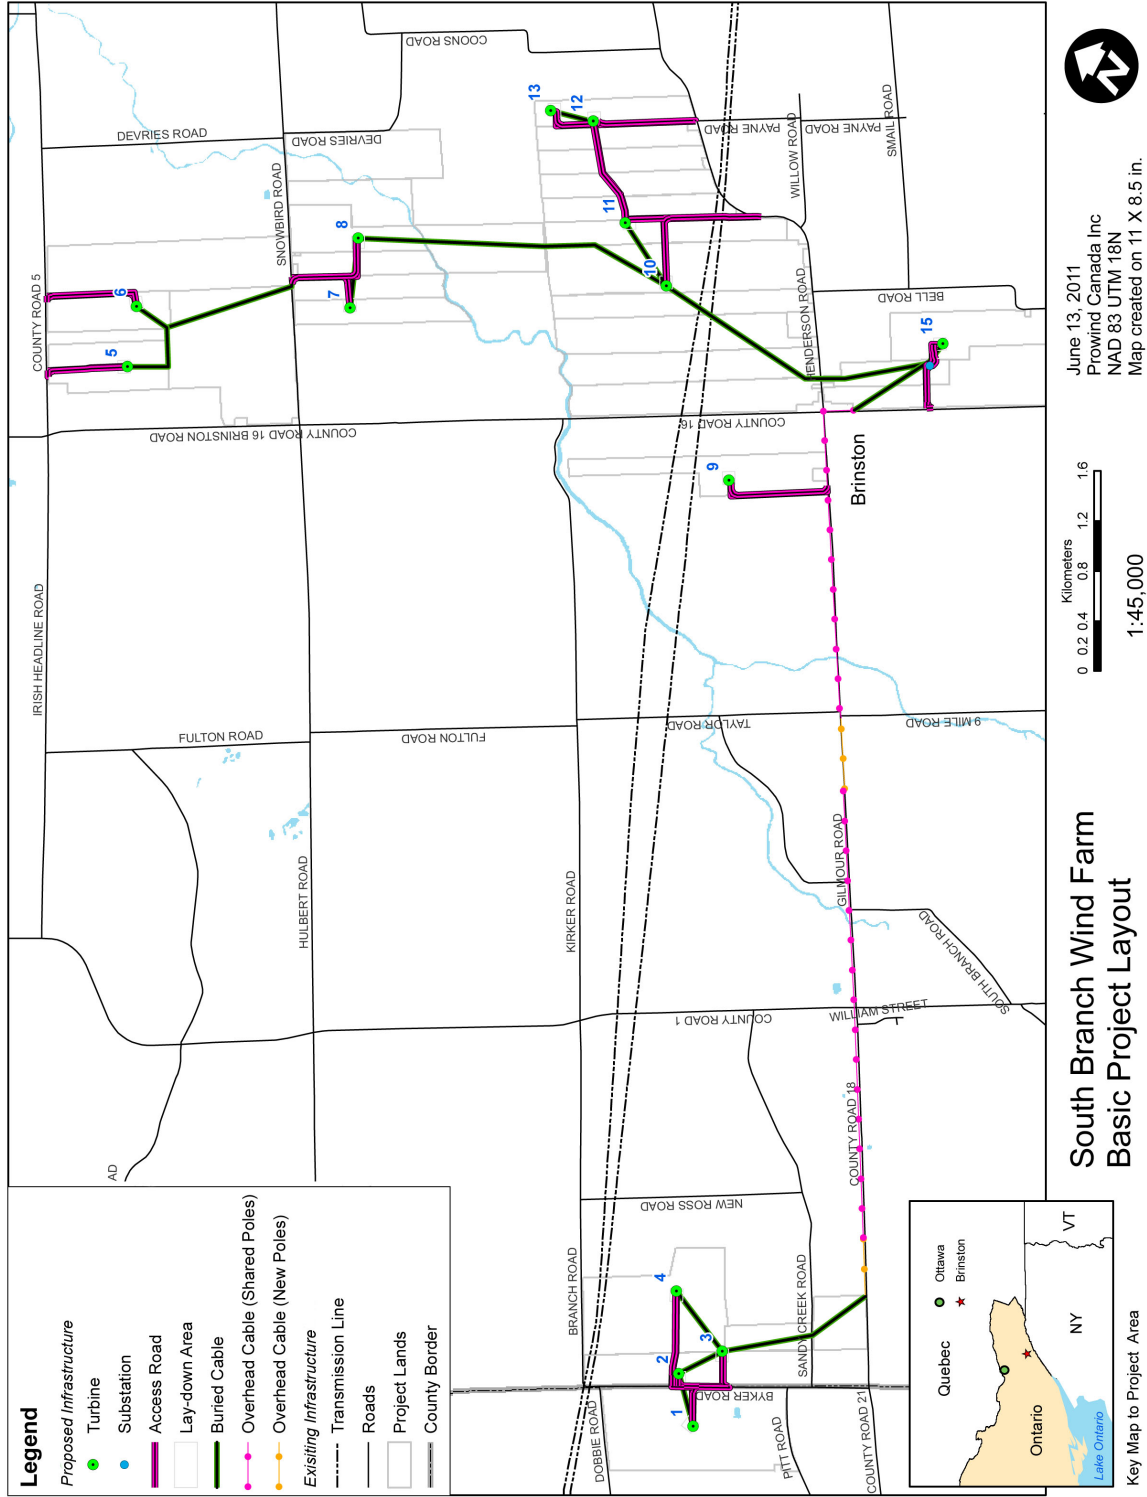 Legend
Proposed Infrastructure
Turbine
Substation
Access Road
Lay-down Area
Buried Cable
Overhead Cable (Shared Poles)
Overhead Cable (New Poles)
Exisiting Infrastructure
Transmission Line
Roads
Project Lands
County Border
AD
IRISH HEADLINE ROAD
COUNTY ROAD 5
FULTON ROAD
DEVRIES ROAD
5
6
HULBERT ROAD
SNOWBIRD ROAD
COUNTY ROAD 16 BRINSTON ROAD
COUNTY ROAD 16
FULTON ROAD
DEVRIES ROAD
COONS ROAD
7
8
BRANCH ROAD
KIRKER ROAD
DOBBIE ROAD
BYKER ROAD
NEW ROSS ROAD
COUNTY ROAD 1
TAYLOR ROAD
COUNTY ROAD 16
PAYNE ROAD
1
2
3
4
9
10
11
12
13
15
PITT ROAD
SANDY CREEK ROAD
COUNTY ROAD 21
COUNTY ROAD 18
WILLIAM STREET
GILMOUR ROAD
SOUTH BRANCH ROAD
9 MILE ROAD
HENDERSON ROAD
WILLOW ROAD
PAYNE ROAD
SMAIL ROAD
BELL ROAD
Brinston
Quebec
Ottawa
Brinston
Ontario
NY
VT
Lake Ontario
Key Map to Project Area
South Branch Wind Farm
Basic Project Layout
Kilometers
0 0.2 0.4 0.8 1.2 1.6
1:45,000
June 13, 2011
Prowind Canada Inc
NAD 83 UTM 18N
Map created on 11 X 8.5 in.
N